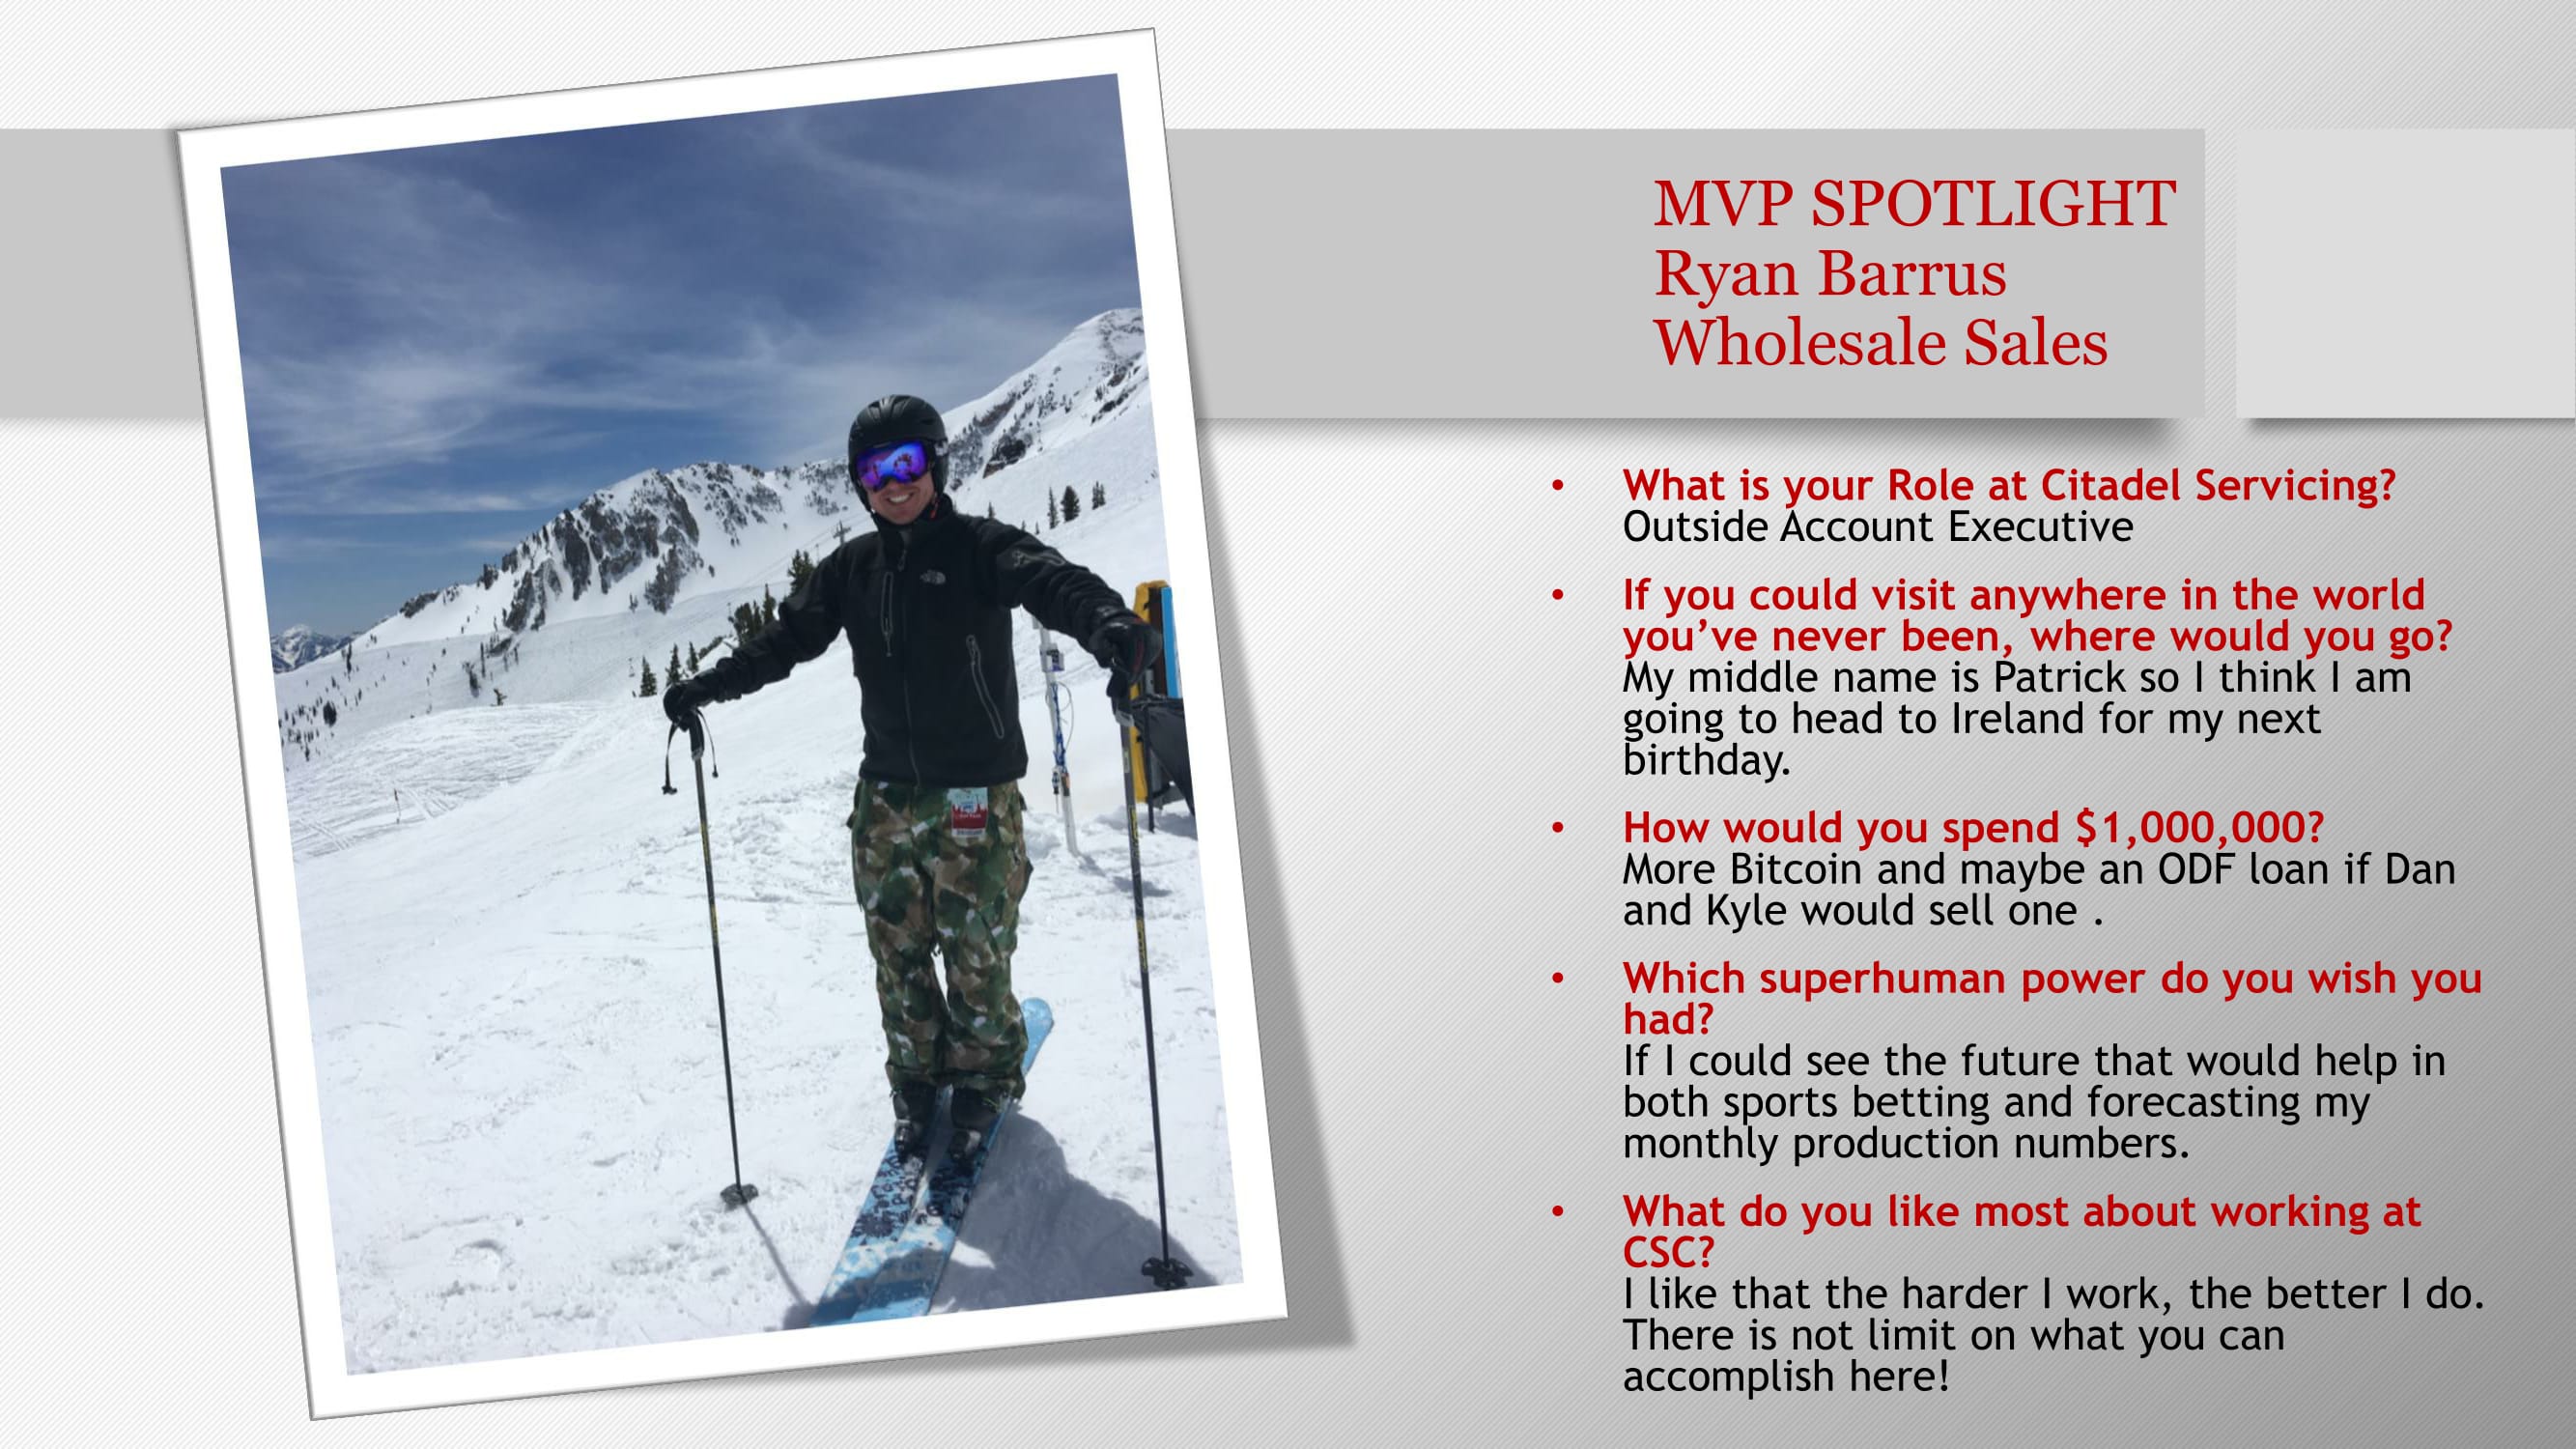 MVP SPOTLIGHT
Ryan Barrus
Wholesale Sales
• What is your Role at Citadel Servicing?
Outside Account Executive
• If you could visit anywhere in the world
you’ve never been, where would you go?
My middle name is Patrick so I think I am
going to head to Ireland for my next
birthday.
• How would you spend $1,000,000?
More Bitcoin and maybe an ODF loan if Dan
and Kyle would sell one .
• Which superhuman power do you wish you
had?
If I could see the future that would help in
both sports betting and forecasting my
monthly production numbers.
• What do you like most about working at
CSC?
I like that the harder I work, the better I do.
There is not limit on what you can
accomplish here!